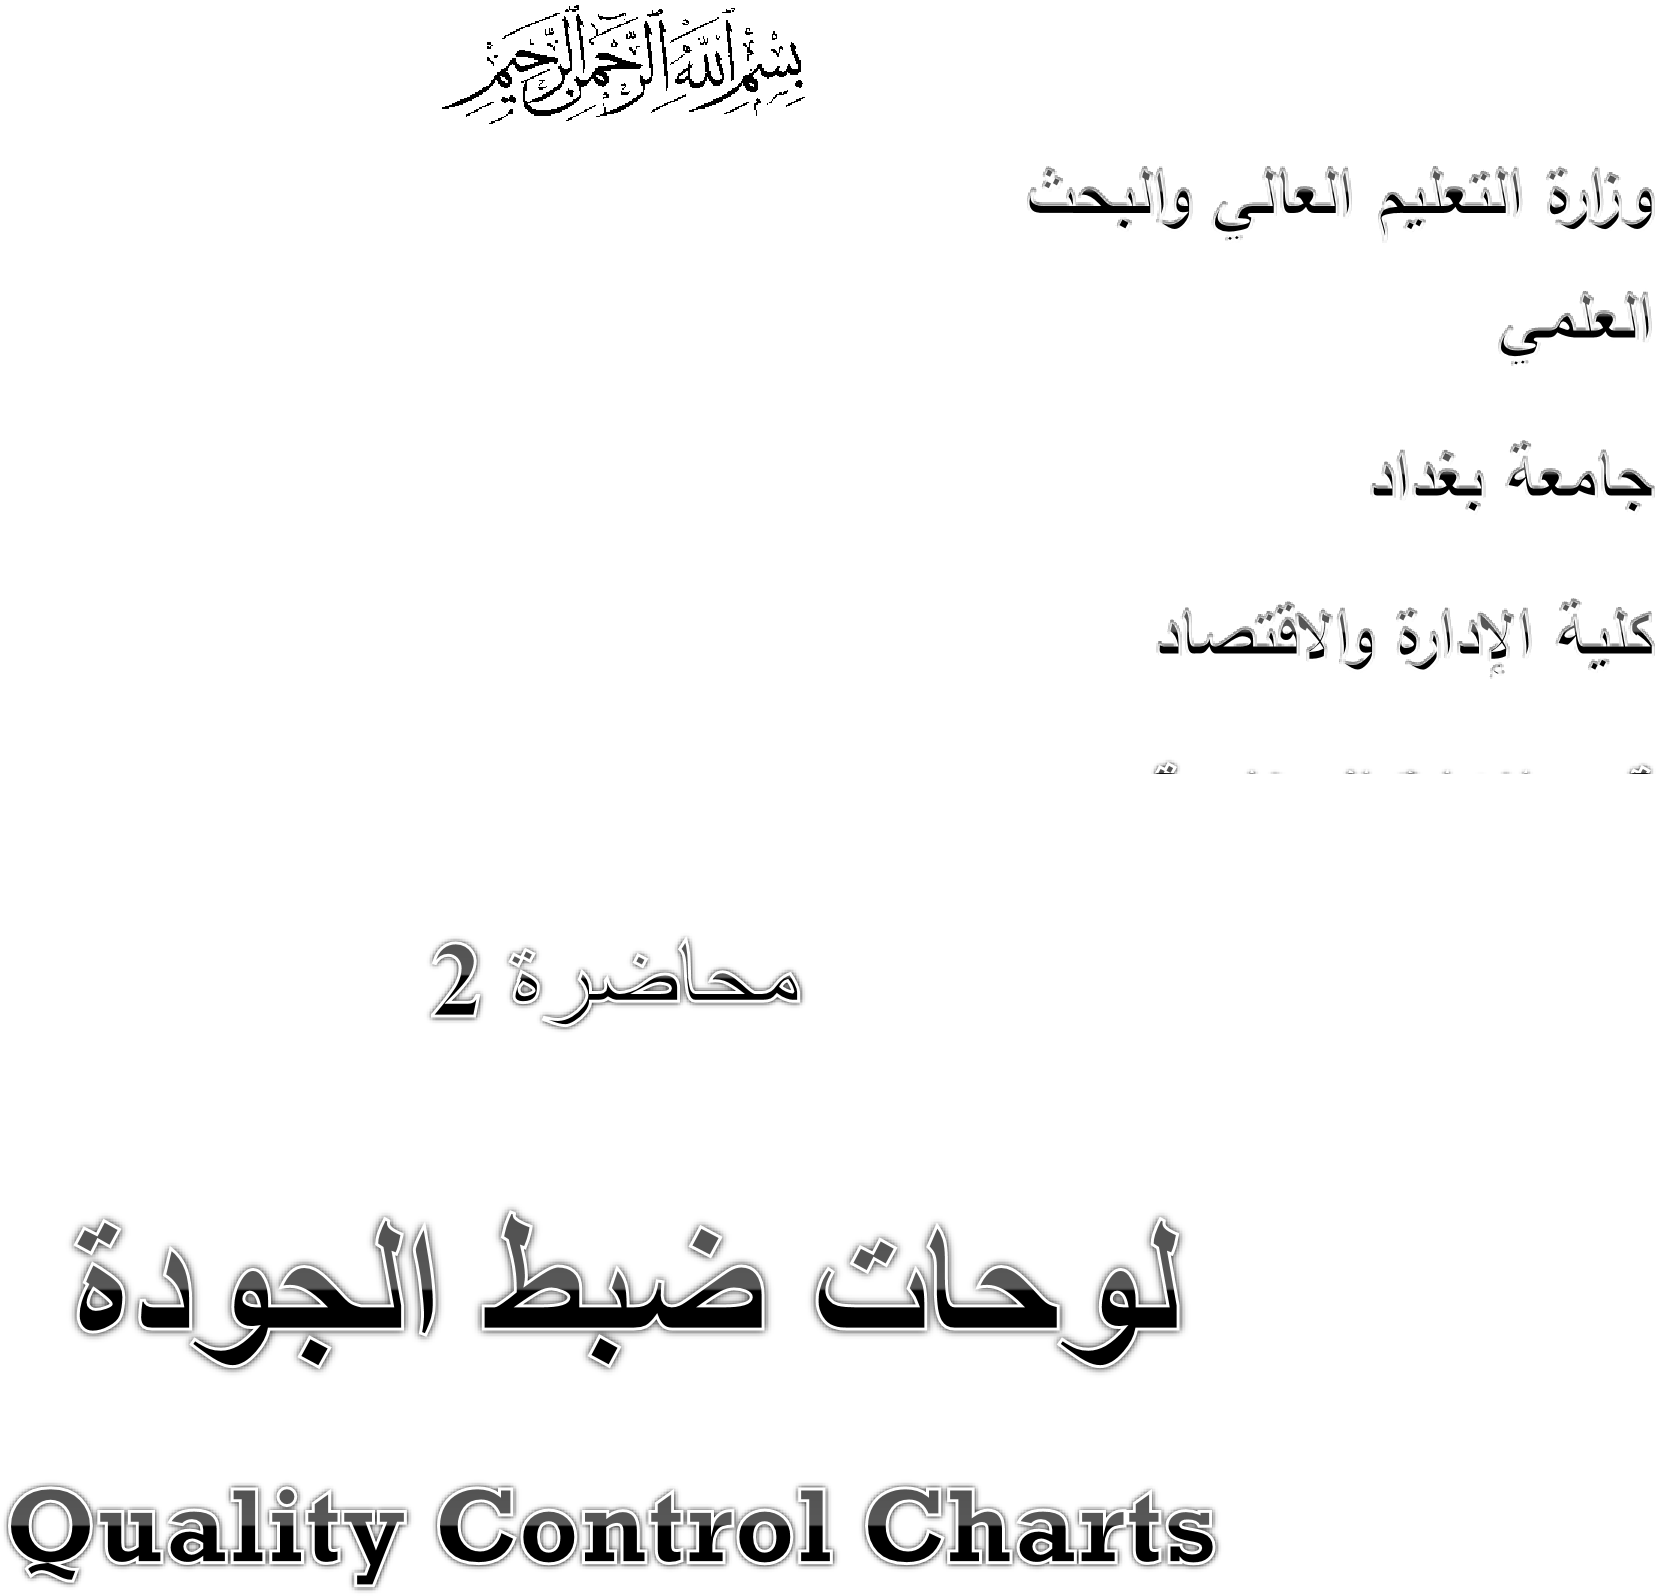 بسم الله الرحمن الرحيم
وزارة التعليم العالي والبحث
العلمي
جامعة بغداد
كلية الإدارة والاقتصاد
محاضرة 2
لوحات ضبط الجودة
Quality Control Charts